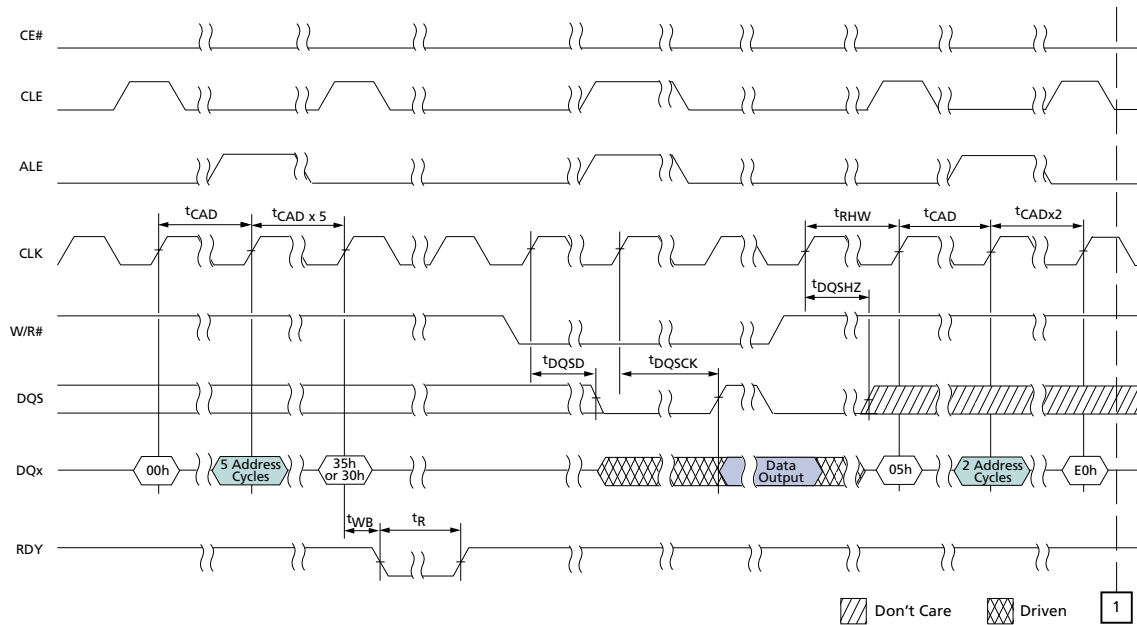 CE#
CLE
ALE
tCAD
tCAD x 5
tRHW
tCAD
tCADx2
CLK
tDQSHZ
W/R#
tDQSD
tDQSCK
DQS
DQx
00h
5 Address
Cycles
35h
or 30h
Data
Output
05h
2 Address
Cycles
E0h
tWB
tR
RDY
Don't Care
Driven
1